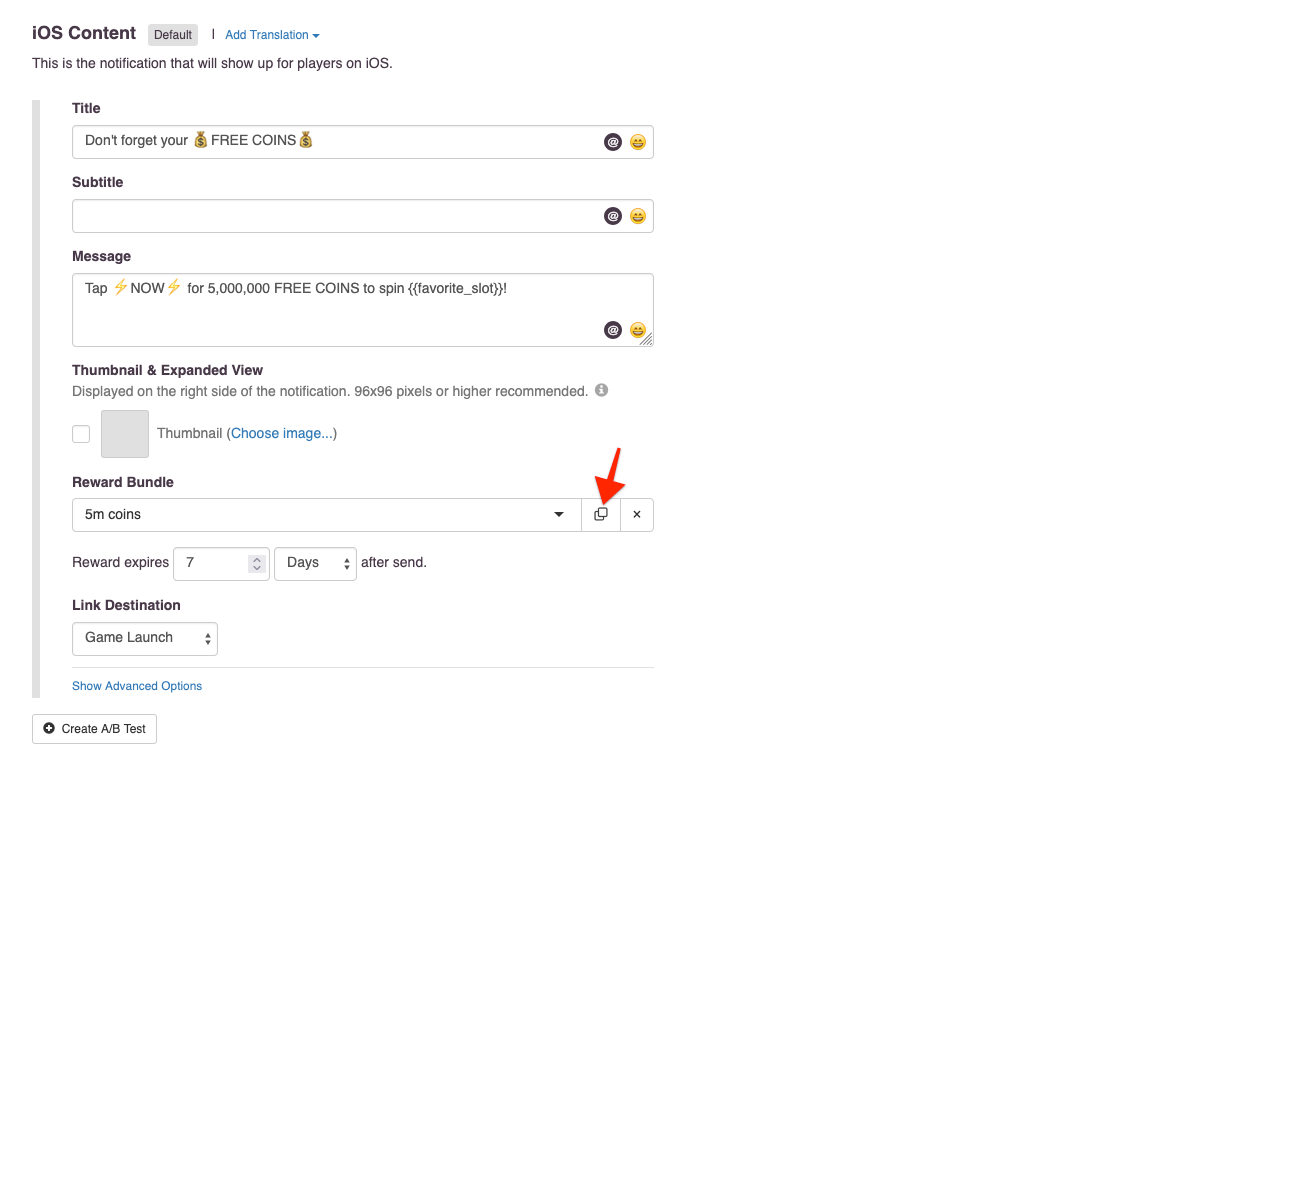 iOS Content Default | Add Translation
This is the notification that will show up for players on iOS.
Title
Don't forget your 💰FREE COINS💰
Subtitle
Message
Tap ⚡NOW⚡ for 5,000,000 FREE COINS to spin {{favorite_slot}}!
Thumbnail & Expanded View
Displayed on the right side of the notification. 96x96 pixels or higher recommended.
Thumbnail (Choose image...)
Reward Bundle
5m coins
Reward expires 7 Days after send.
Link Destination
Game Launch
Show Advanced Options
Create A/B Test